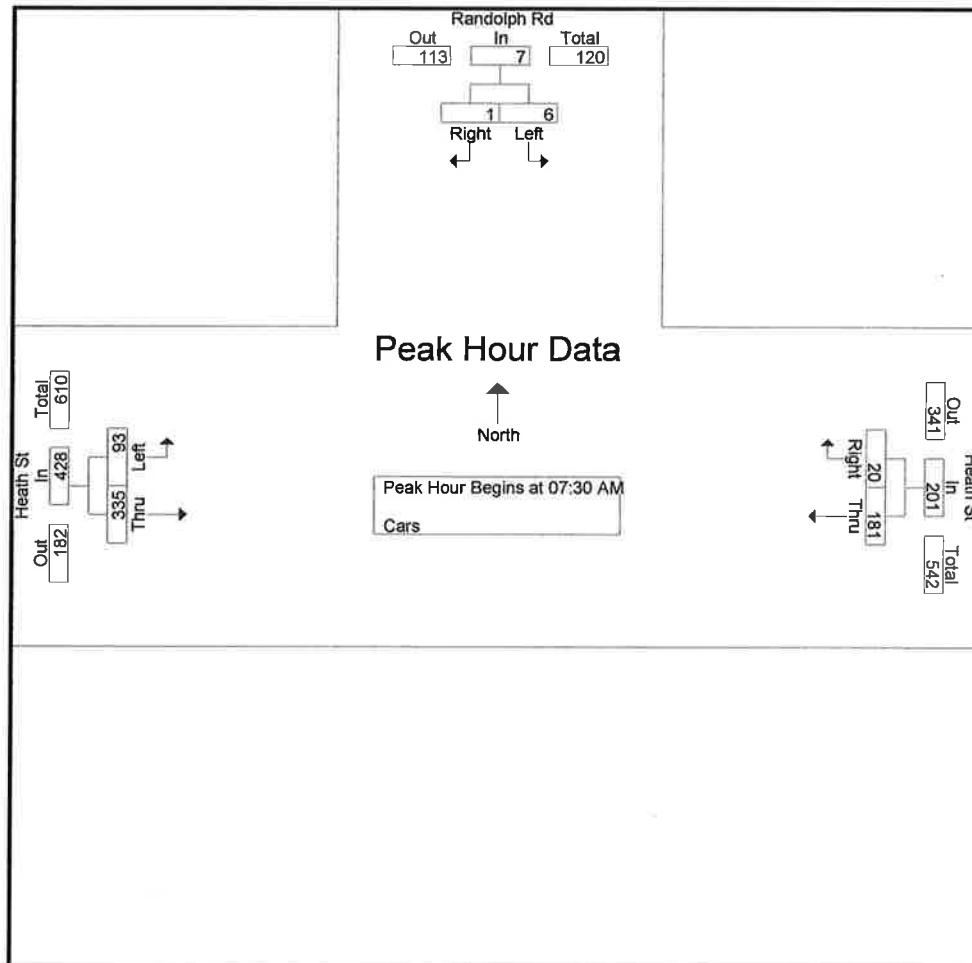 Randolph Rd
Out In Total
113 7 120
1 6
Right Left
Peak Hour Data
North
Peak Hour Begins at 07:30 AM
Cars
Heath St
Out In Total
182 428 610
335 93
Thru Left
Heath St
Out In Total
341 201 542
20 181
Right Thru